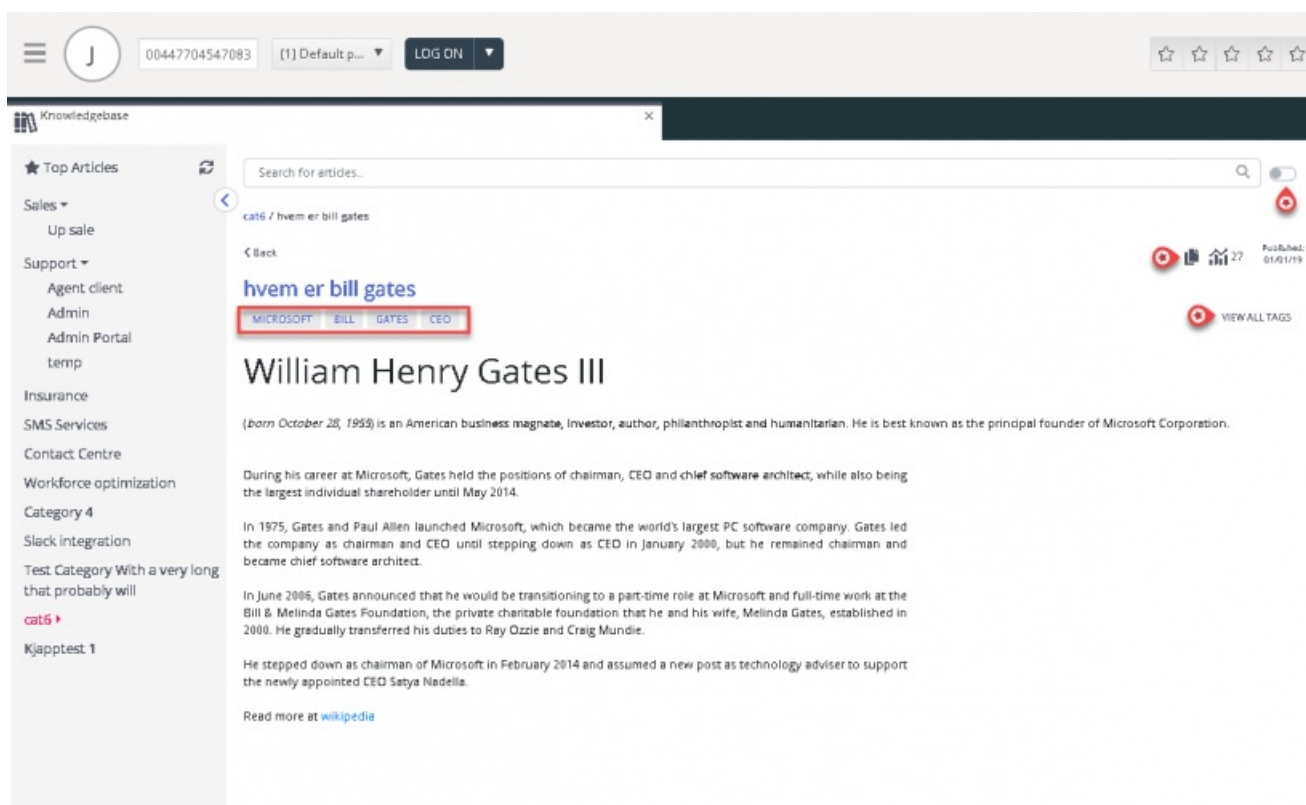 J
00447704547083
[1] Default p...
LOG ON
Knowledgebase
Top Articles
Sales
Up sale
Support
Agent client
Admin
Admin Portal
temp
Insurance
SMS Services
Contact Centre
Workforce optimization
Category 4
Slack integration
Test Category With a very long
that probably will
cat6
Kjapptest 1
Search for articles..
cat6 / hvem er bill gates
Back
27
Published:
01/01/19
hvem er bill gates
MICROSOFT BILL GATES CEO
VIEW ALL TAGS
William Henry Gates III
(born October 28, 1955) is an American business magnate, investor, author, philanthropist and humanitarian. He is best known as the principal founder of Microsoft Corporation.
During his career at Microsoft, Gates held the positions of chairman, CEO and chief software architect, while also being
the largest individual shareholder until May 2014.
In 1975, Gates and Paul Allen launched Microsoft, which became the world's largest PC software company. Gates led
the company as chairman and CEO until stepping down as CEO in January 2000, but he remained chairman and
became chief software architect.
In June 2006, Gates announced that he would be transitioning to a part-time role at Microsoft and full-time work at the
Bill & Melinda Gates Foundation, the private charitable foundation that he and his wife, Melinda Gates, established in
2000. He gradually transferred his duties to Ray Ozzie and Craig Mundie.
He stepped down as chairman of Microsoft in February 2014 and assumed a new post as technology adviser to support
the newly appointed CEO Satya Nadella.
Read more at wikipedia